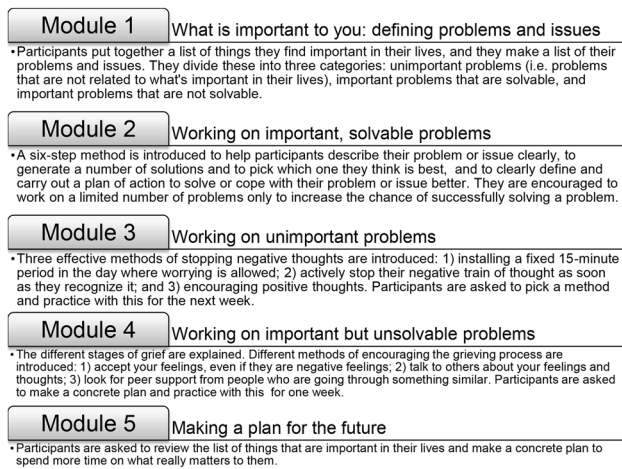 Module 1 What is important to you: defining problems and issues
•Participants put together a list of things they find important in their lives, and they make a list of their
problems and issues. They divide these into three categories: unimportant problems (i.e. problems
that are not related to what's important in their lives), important problems that are solvable, and
important problems that are not solvable.
Module 2 Working on important, solvable problems
•A six-step method is introduced to help participants describe their problem or issue clearly, to
generate a number of solutions and to pick which one they think is best, and to clearly define and
carry out a plan of action to solve or cope with their problem or issue better. They are encouraged to
work on a limited number of problems only to increase the chance of successfully solving a problem.
Module 3 Working on unimportant problems
•Three effective methods of stopping negative thoughts are introduced: 1) installing a fixed 15-minute
period in the day where worrying is allowed; 2) actively stop their negative train of thought as soon
as they recognize it; and 3) encouraging positive thoughts. Participants are asked to pick a method
and practice with this for the next week.
Module 4 Working on important but unsolvable problems
•The different stages of grief are explained. Different methods of encouraging the grieving process are
introduced: 1) accept your feelings, even if they are negative feelings; 2) talk to others about your feelings and
thoughts; 3) look for peer support from people who are going through something similar. Participants are asked
to make a concrete plan and practice with this for one week.
Module 5 Making a plan for the future
•Participants are asked to review the list of things that are important in their lives and make a concrete plan to
spend more time on what really matters to them.